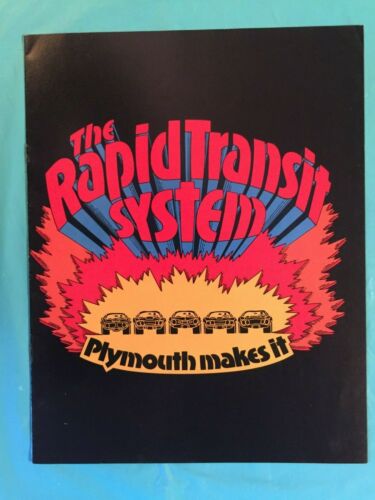 The
Rapid Transit
System
Plymouth makes it